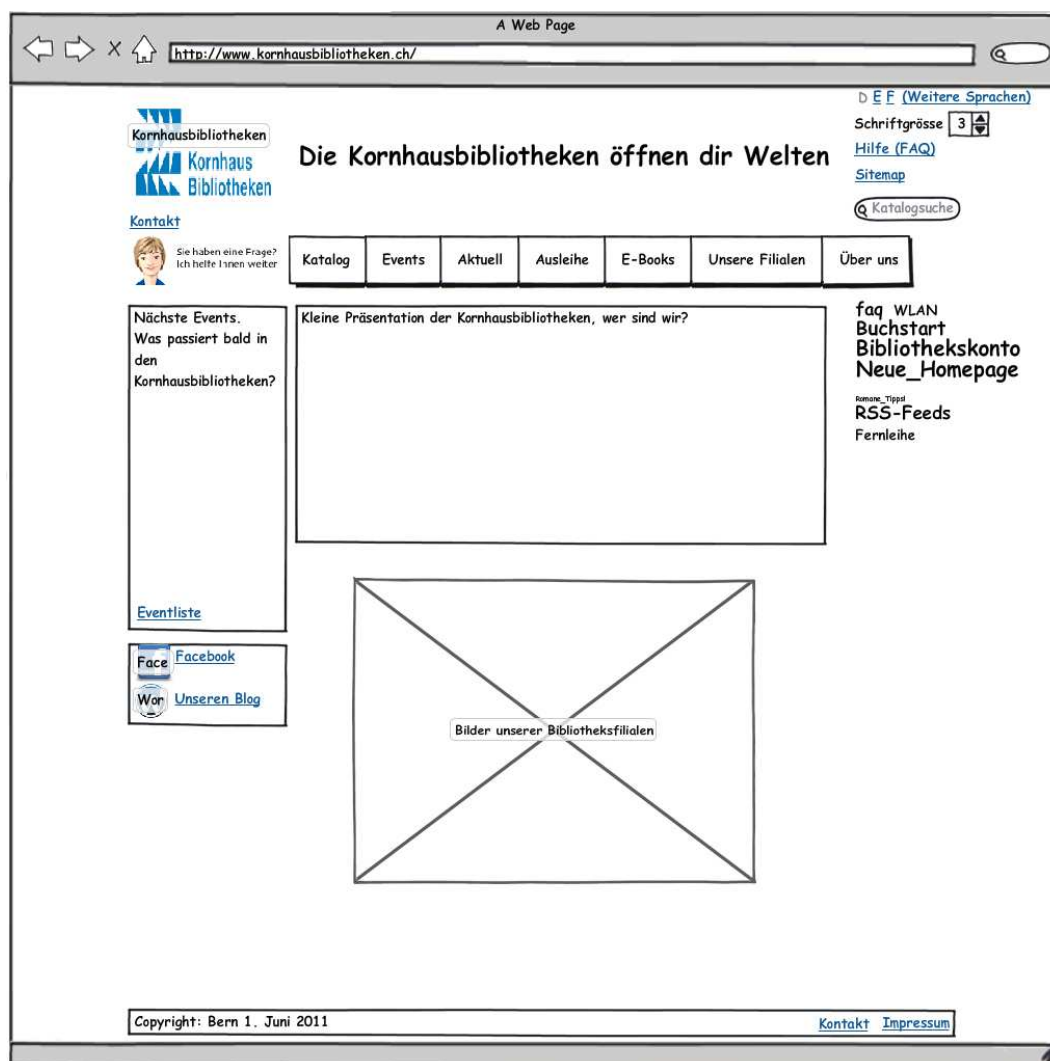 A Web Page
http://www.kornhausbibliotheken.ch/
D E F (Weitere Sprachen)
Schriftgrösse 3
Hilfe (FAQ)
Sitemap
Katalogsuche
Kornhausbibliotheken
Kornhaus
Bibliotheken
Die Kornhausbibliotheken öffnen dir Welten
Kontakt
Sie haben eine Frage?
Ich helfe Ihnen weiter
Katalog Events Aktuell Ausleihe E-Books Unsere Filialen Über uns
Nächste Events.
Was passiert bald in
den
Kornhausbibliotheken?
Eventliste
Kleine Präsentation der Kornhausbibliotheken, wer sind wir?
faq WLAN
Buchstart
Bibliothekskonto
Neue_Homepage
Romane_Tipps!
RSS-Feeds
Fernleihe
Face Facebook
Wor Unseren Blog
Bilder unserer Bibliotheksfilialen
Copyright: Bern 1. Juni 2011
Kontakt Impressum